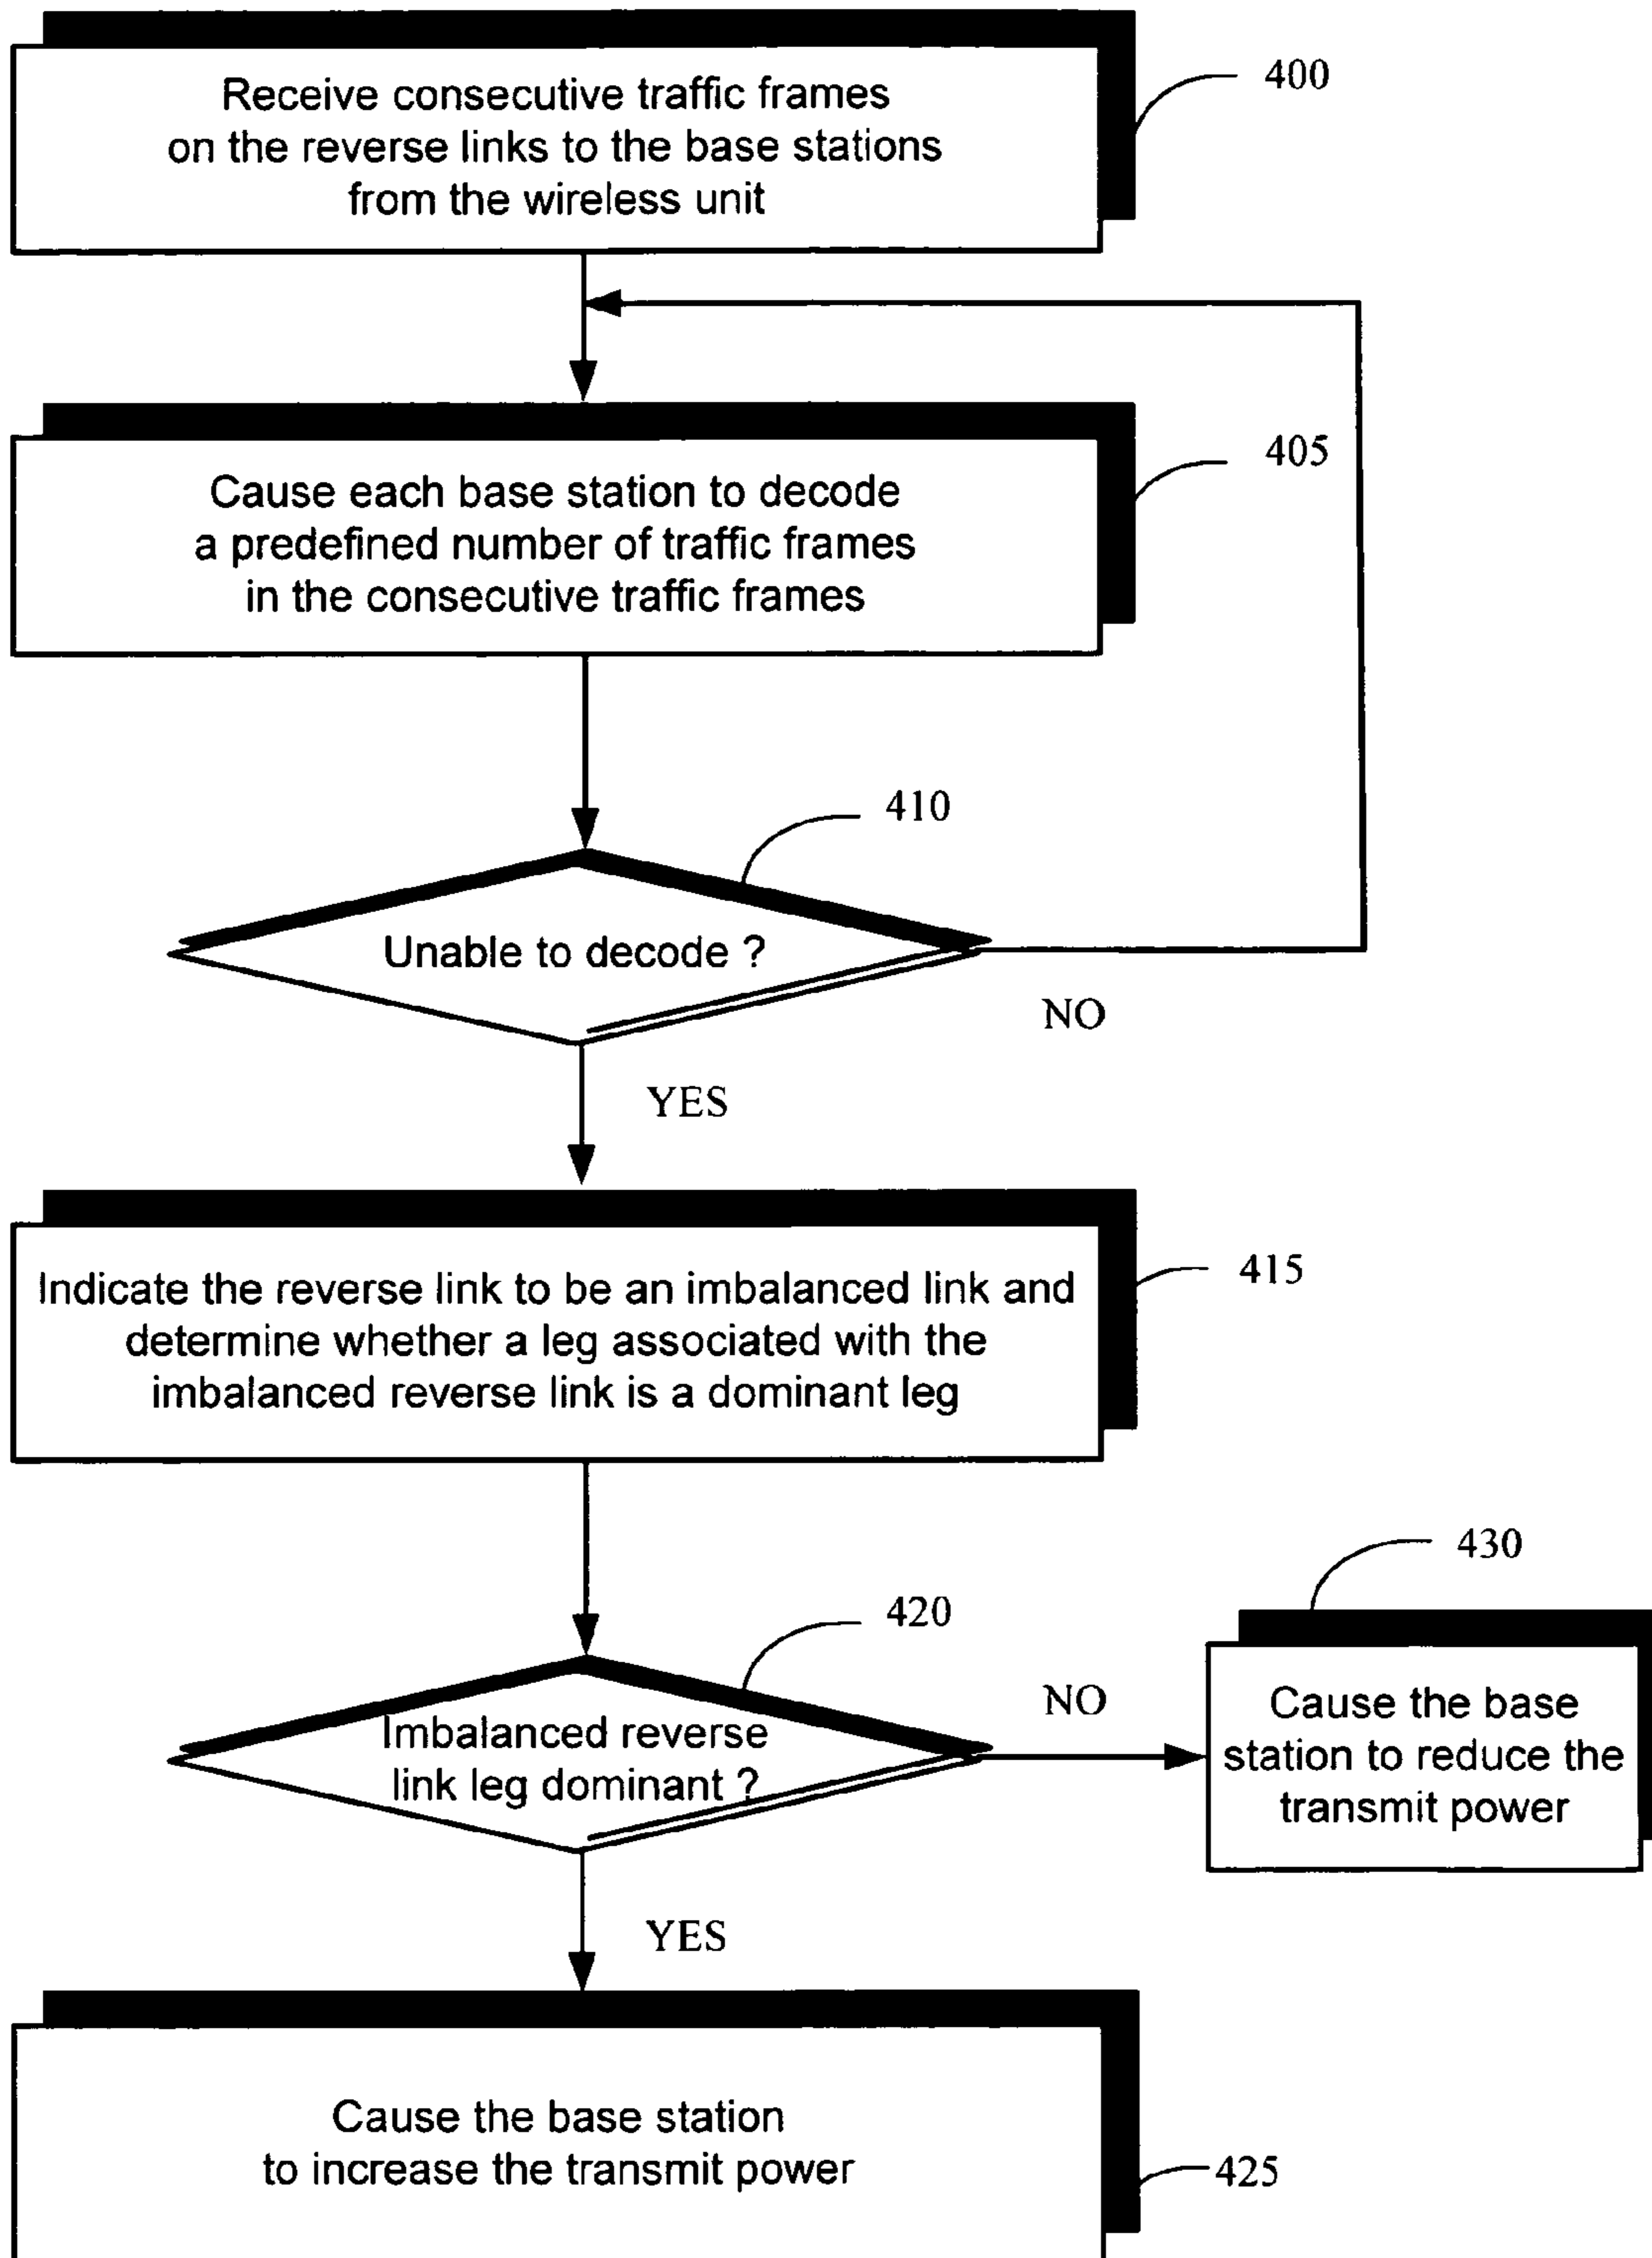 Receive consecutive traffic frames
on the reverse links to the base stations
from the wireless unit
400
Cause each base station to decode
a predefined number of traffic frames
in the consecutive traffic frames
405
410
Unable to decode ?
NO
YES
Indicate the reverse link to be an imbalanced link and
determine whether a leg associated with the
imbalanced reverse link is a dominant leg
415
420
Imbalanced reverse
link leg dominant ?
NO
430
Cause the base
station to reduce the
transmit power
YES
Cause the base station
to increase the transmit power
425